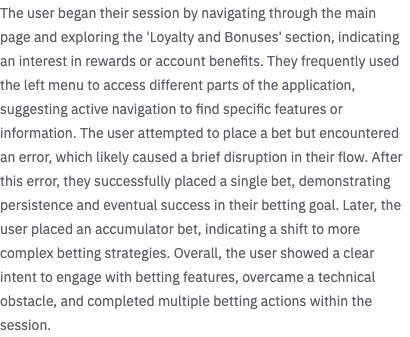 The user began their session by navigating through the main
page and exploring the 'Loyalty and Bonuses' section, indicating
an interest in rewards or account benefits. They frequently used
the left menu to access different parts of the application,
suggesting active navigation to find specific features or
information. The user attempted to place a bet but encountered
an error, which likely caused a brief disruption in their flow. After
this error, they successfully placed a single bet, demonstrating
persistence and eventual success in their betting goal. Later, the
user placed an accumulator bet, indicating a shift to more
complex betting strategies. Overall, the user showed a clear
intent to engage with betting features, overcame a technical
obstacle, and completed multiple betting actions within the
session.